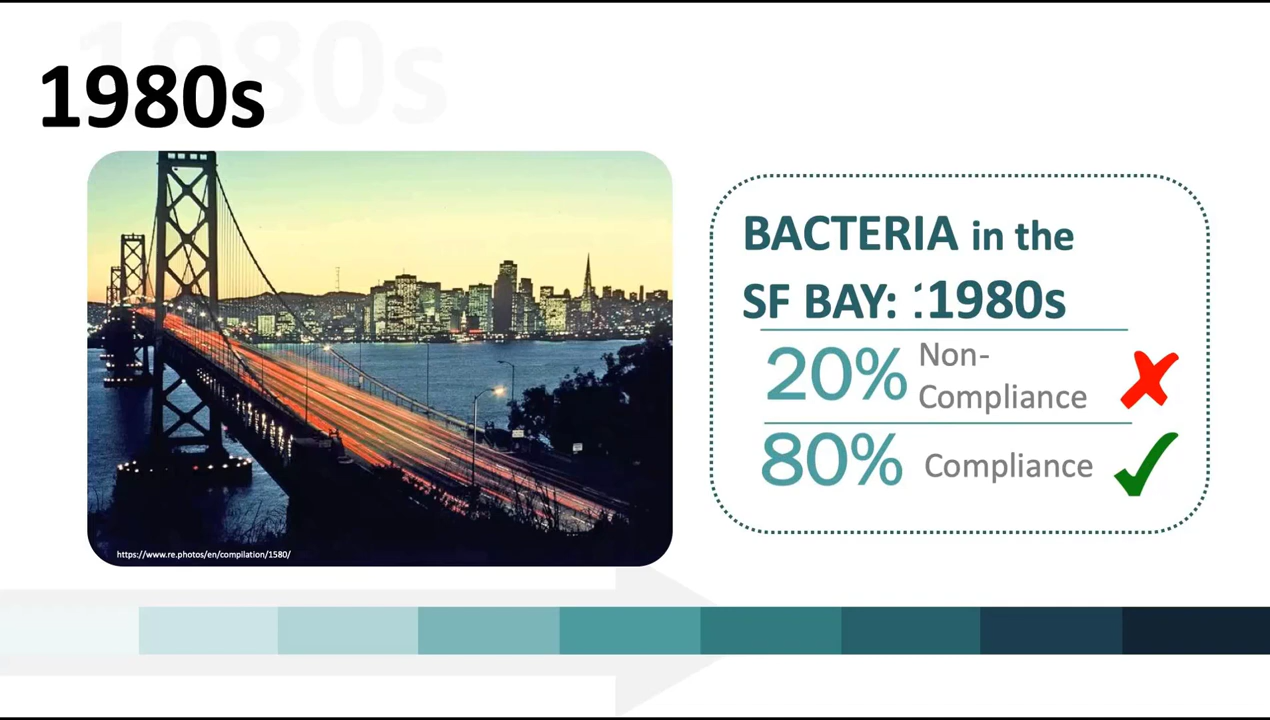 1980s
BACTERIA in the
SF BAY: 1980s
20% Non-
Compliance
80% Compliance
https://www.re.photos/en/compilation/1580/